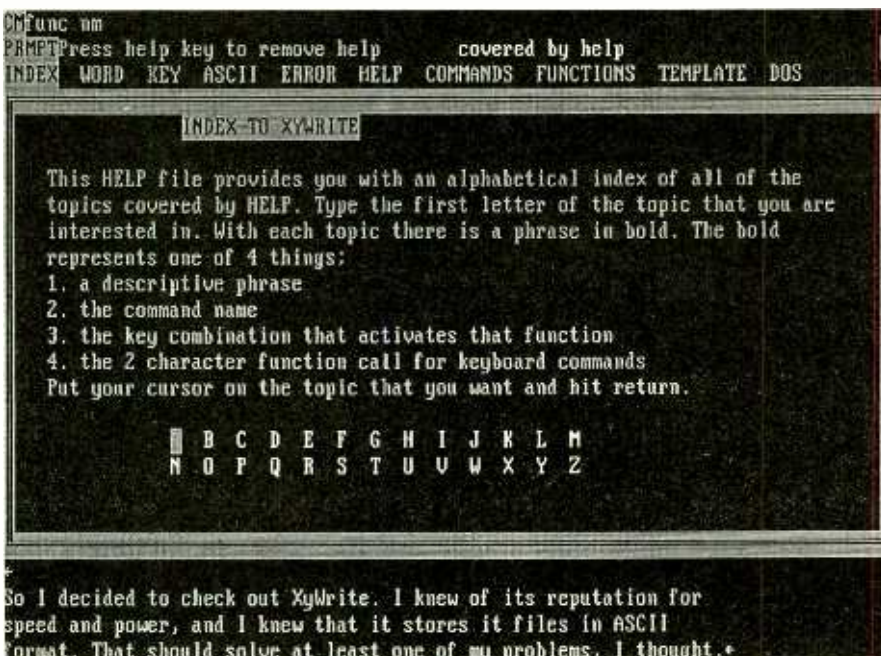 CMfunc nm
PRMPTPress help key to remove help covered by help
INDEX WORD KEY ASCII ERROR HELP COMMANDS FUNCTIONS TEMPLATE DOS
INDEX TO XYWRITE
This HELP file provides you with an alphabetical index of all of the
topics covered by HELP. Type the first letter of the topic that you are
interested in. With each topic there is a phrase in bold. The bold
represents one of 4 things:
1. a descriptive phrase
2. the command name
3. the key combination that activates that function
4. the 2 character function call for keyboard commands
Put your cursor on the topic that you want and hit return.
B C D E F G H I J K L M
N O P Q R S T U V W X Y Z
So I decided to check out XyWrite. I knew of its reputation for
speed and power, and I knew that it stores it files in ASCII
format. That should solve at least one of my problems, I thought.